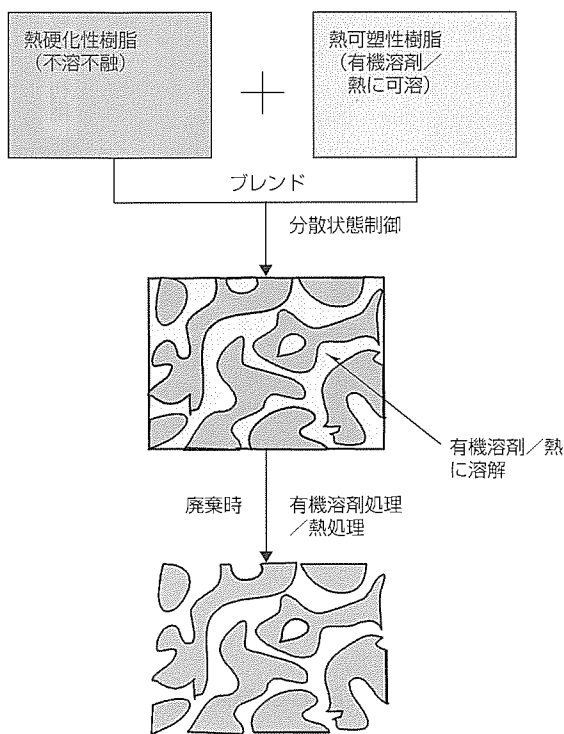 熱硬化性樹脂
（不溶不融）
熱可塑性樹脂
（有機溶剤／
熱に可溶）
ブレンド
分散状態制御
有機溶剤／熱
に溶解
廃棄時
有機溶剤処理
／熱処理